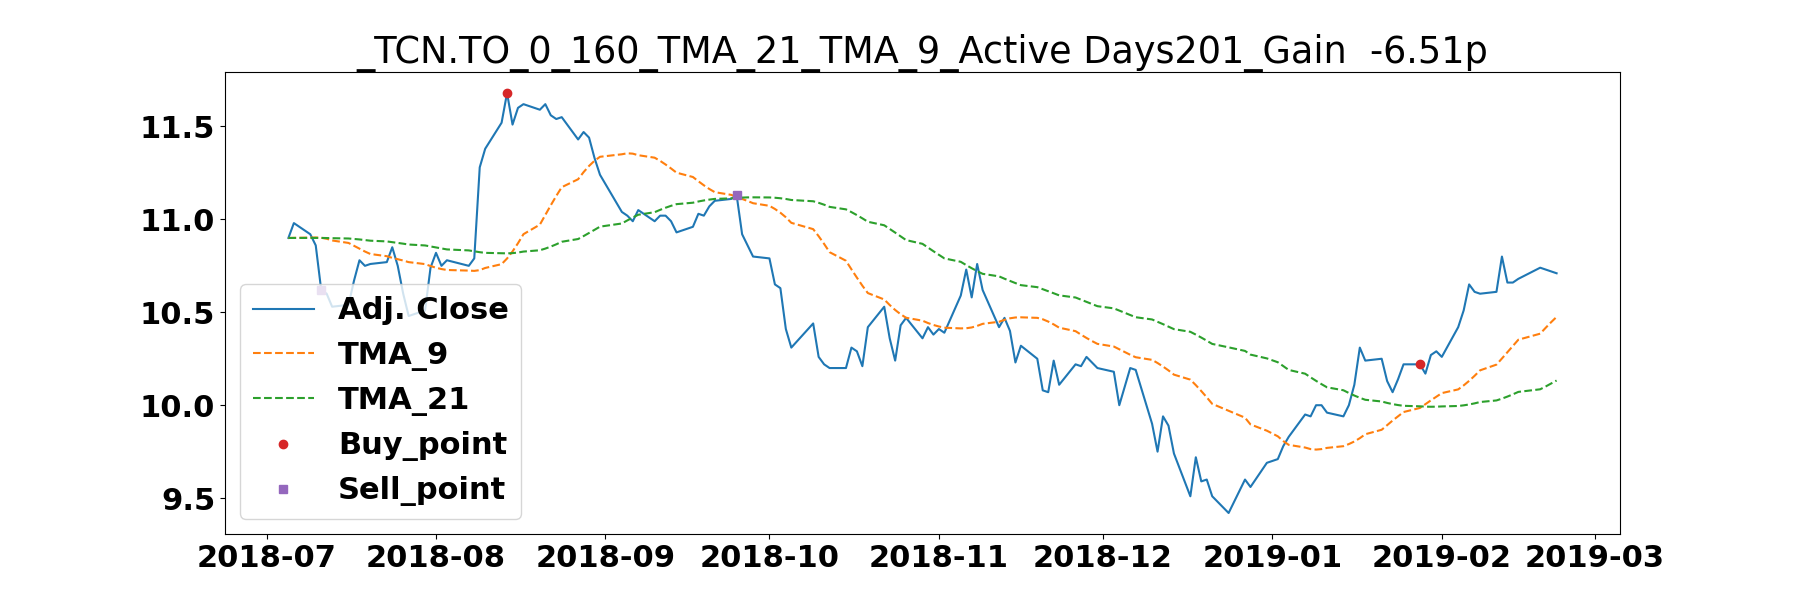 _TCN.TO_0_160_TMA_21_TMA_9_Active Days201_Gain  -6.51p
11.5
11.0
10.5
10.0
9.5
Adj. Close
TMA_9
TMA_21
Buy_point
Sell_point
2018-07 2018-08 2018-09 2018-10 2018-11 2018-12 2019-01 2019-02 2019-03